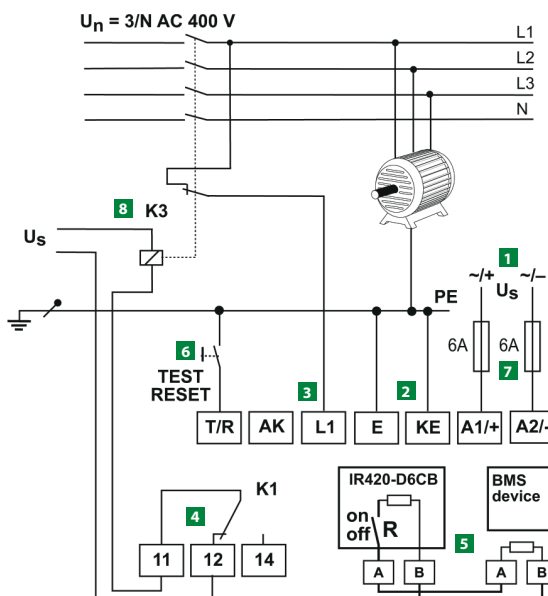 Un = 3/N AC 400 V
L1
L2
L3
N
8 K3
Us
1
~/+ ~/–
Us
PE
6A 6A
6
7
TEST
RESET
3
2
T/R AK L1 E KE A1/+ A2/-
IR420-D6CB
BMS
device
K1
4
on
off R
5
11 12 14
A B A B